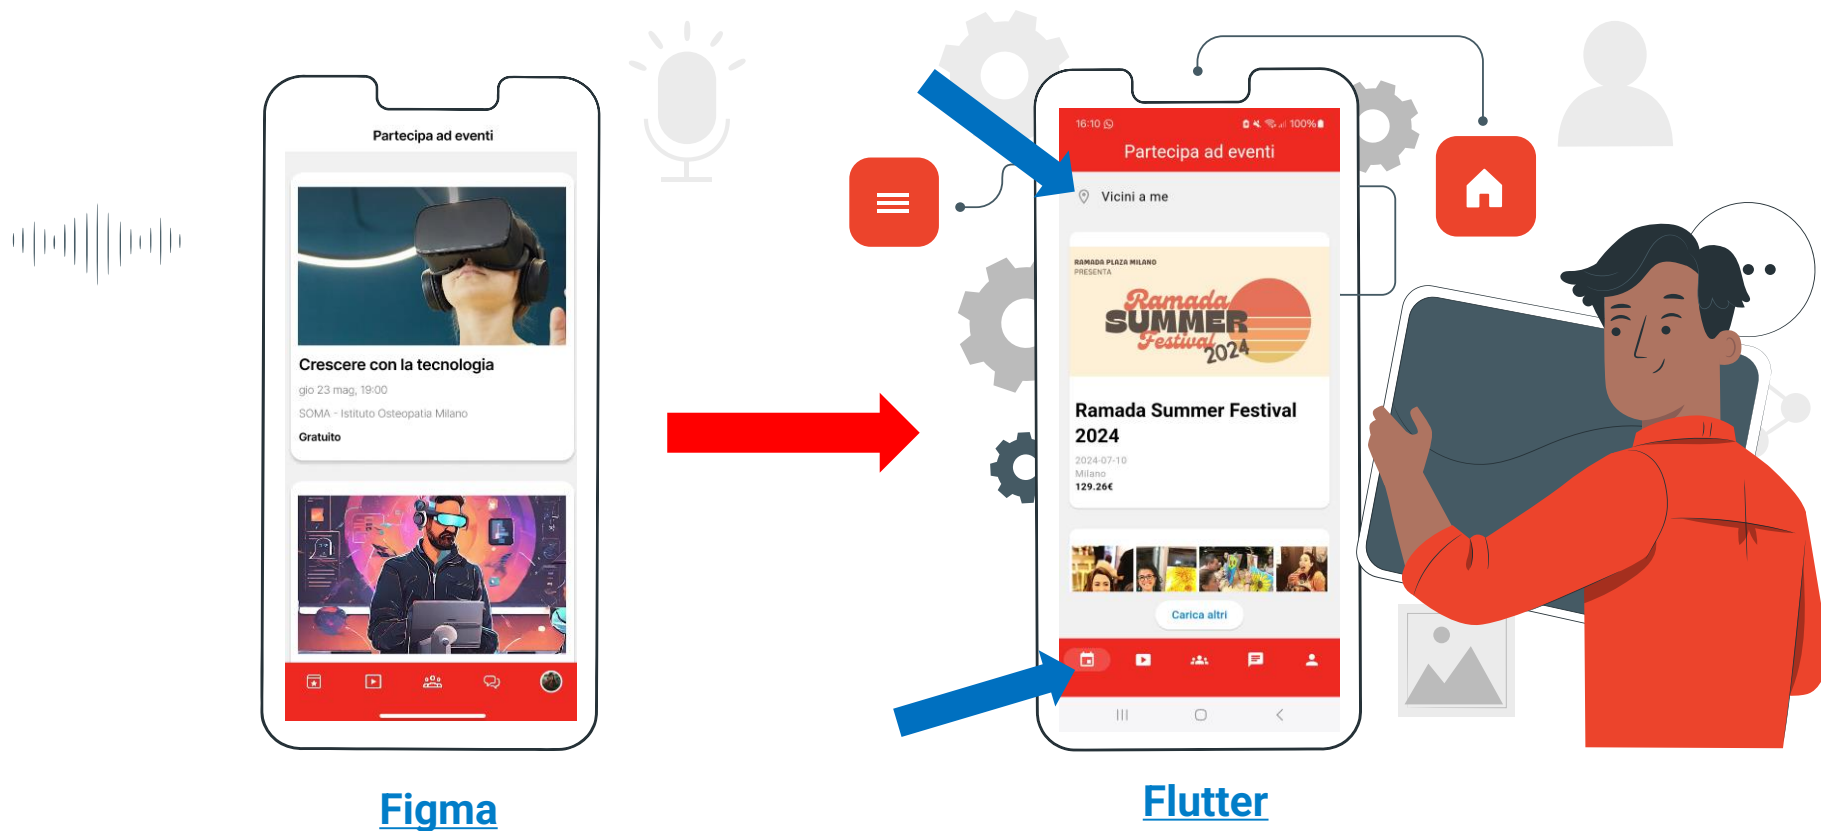 Partecipa ad eventi
Crescere con la tecnologia
gio 23 mag, 19:00
SOMA - Istituto Osteopatia Milano
Gratuito
Figma
16:10
100%
Partecipa ad eventi
Vicini a me
RAMADA PLAZA MILANO
PRESENTA
Ramada
SUMMER
Festival
2024
Ramada Summer Festival
2024
2024-07-10
Milano
129.26€
Carica altri
Flutter